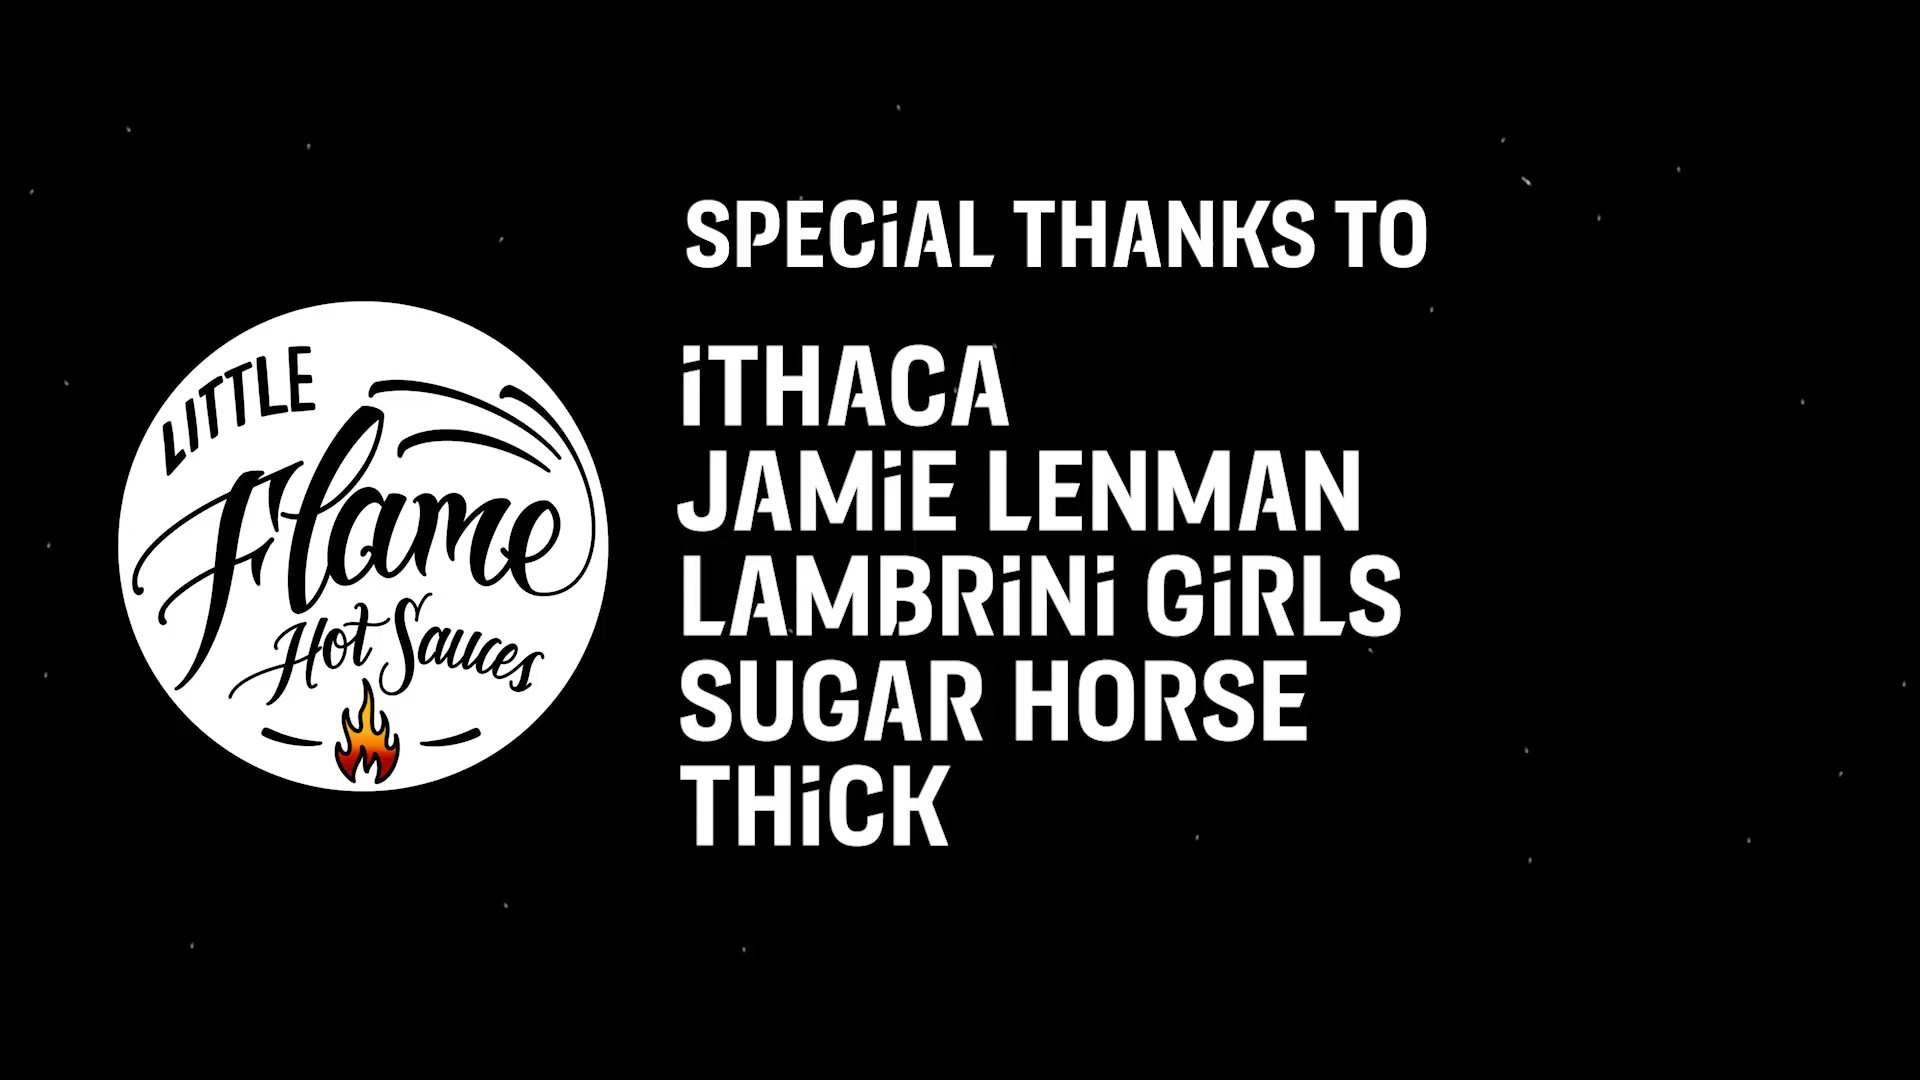 LITTLE
Flame
Hot Sauces
SPECiAL THANKS TO
iTHACA
JAMiE LENMAN
LAMBRiNi GiRLS
SUGAR HORSE
THiCK